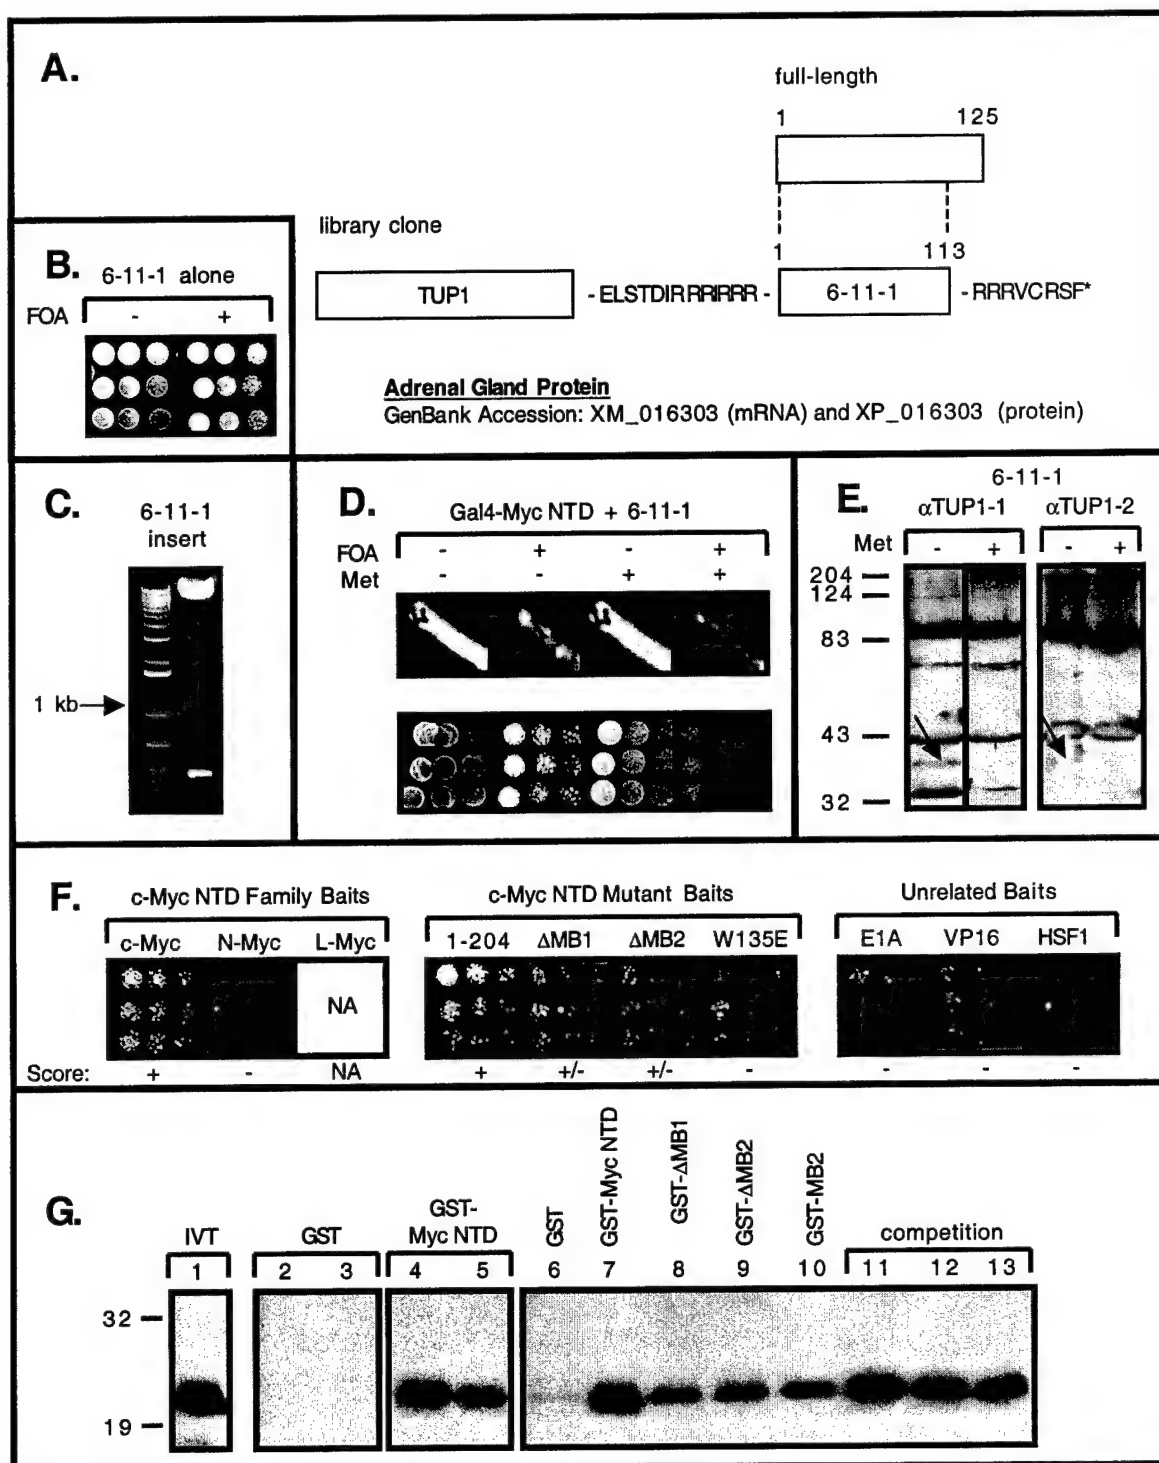 A.
full-length
1 125
library clone
1 113
TUP1 -ELSTDIRRRIRRR- 6-11-1 -RRRVCRSF*
Adrenal Gland Protein
GenBank Accession: XM_016303 (mRNA) and XP_016303 (protein)
B.
6-11-1 alone
FOA - +
C.
6-11-1
insert
1 kb
D.
Gal4-Myc NTD + 6-11-1
FOA - + - +
Met - - + +
E.
6-11-1
αTUP1-1 αTUP1-2
Met - + - +
204
124
83
43
32
F.
c-Myc NTD Family Baits
c-Myc N-Myc L-Myc
NA
Score: + - NA
c-Myc NTD Mutant Baits
1-204 ΔMB1 ΔMB2 W135E
+ +/- +/- -
Unrelated Baits
E1A VP16 HSF1
- - -
G.
IVT
GST
GST-
Myc NTD
GST
GST-Myc NTD
GST-ΔMB1
GST-ΔMB2
GST-MB2
competition
1 2 3 4 5 6 7 8 9 10 11 12 13
32
19